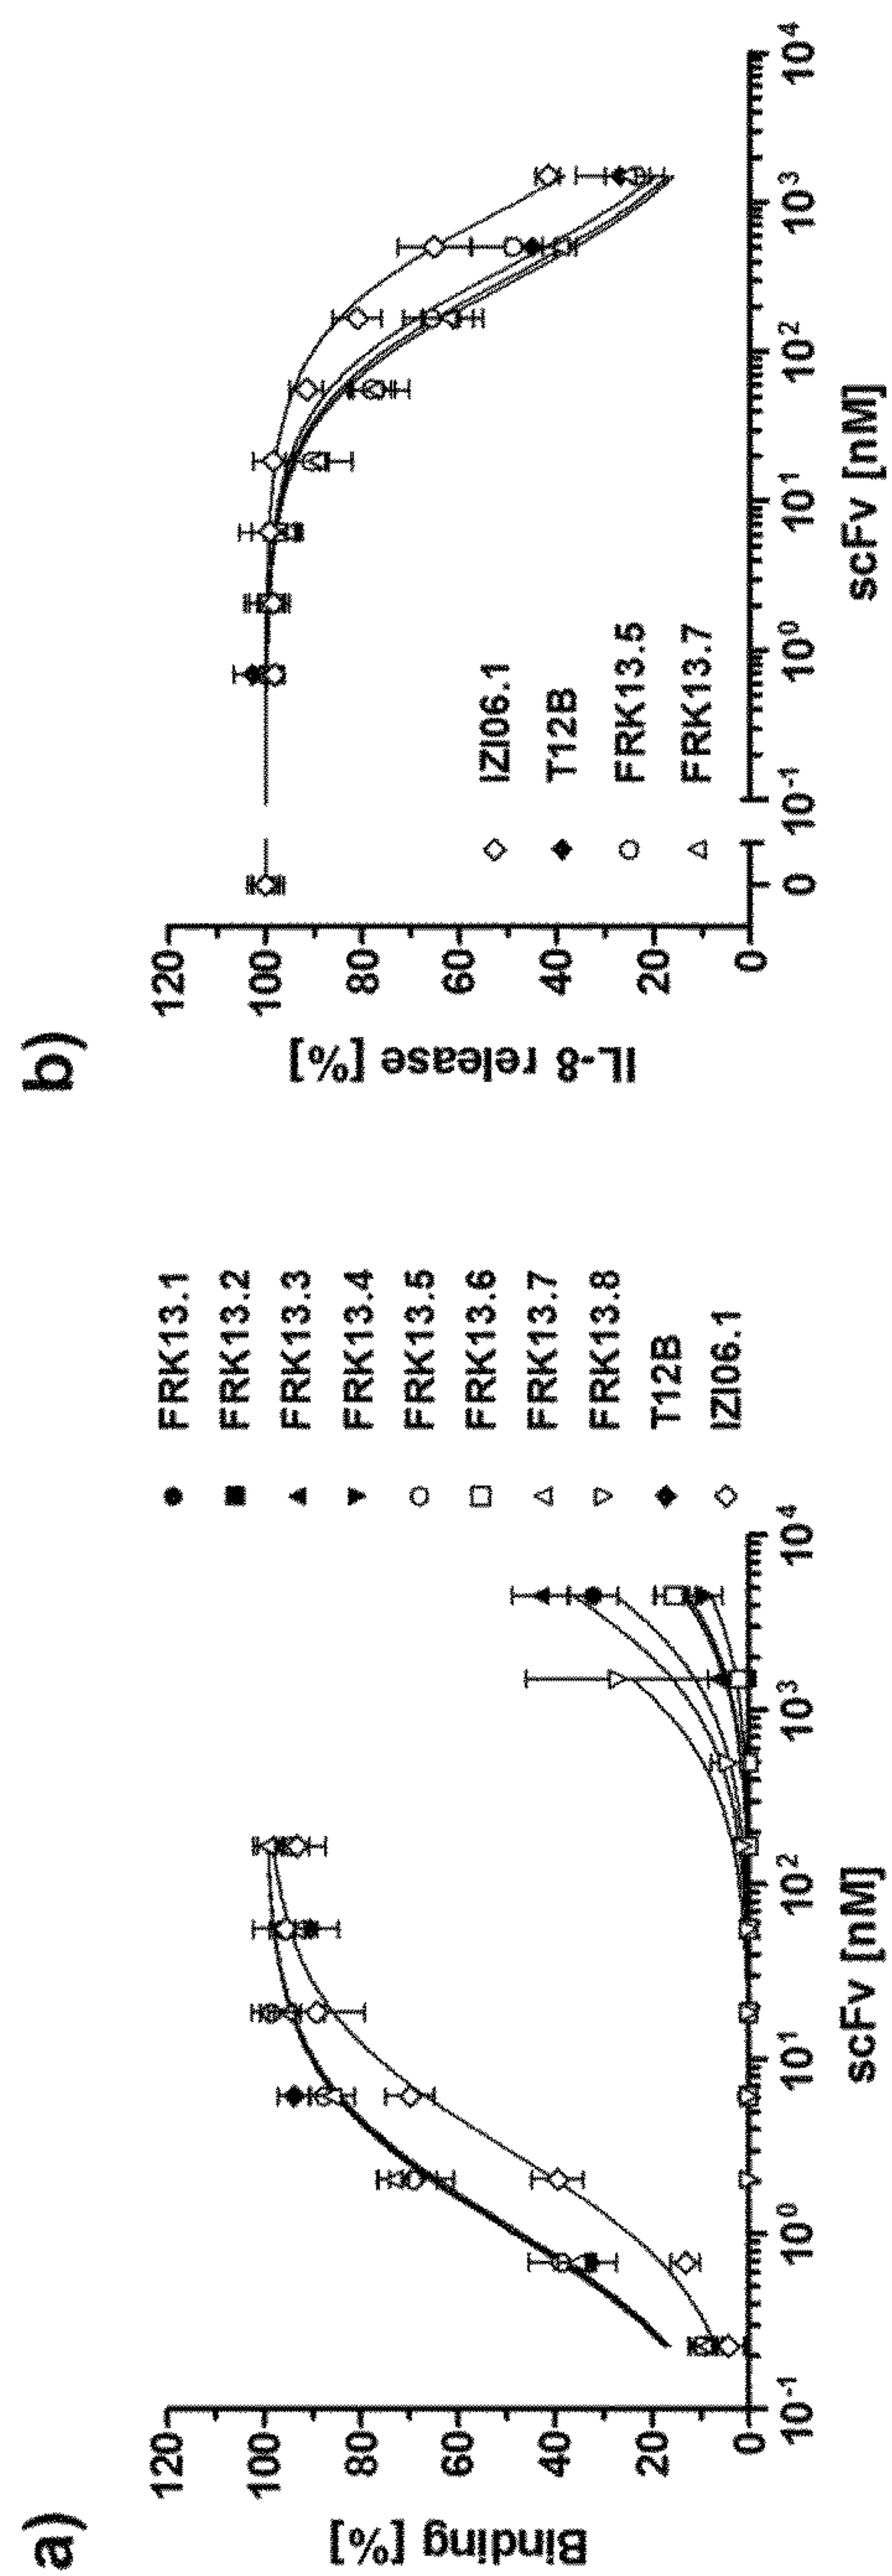 a)
Binding [%]
120
100
80
60
40
20
0
10-1
100
101
102
103
104
scFv [nM]
FRK13.1
FRK13.2
FRK13.3
FRK13.4
FRK13.5
FRK13.6
FRK13.7
FRK13.8
T12B
IZI06.1
b)
IL-8 release [%]
120
100
80
60
40
20
0
0
10-1
100
101
102
103
104
scFv [nM]
IZI06.1
T12B
FRK13.5
FRK13.7